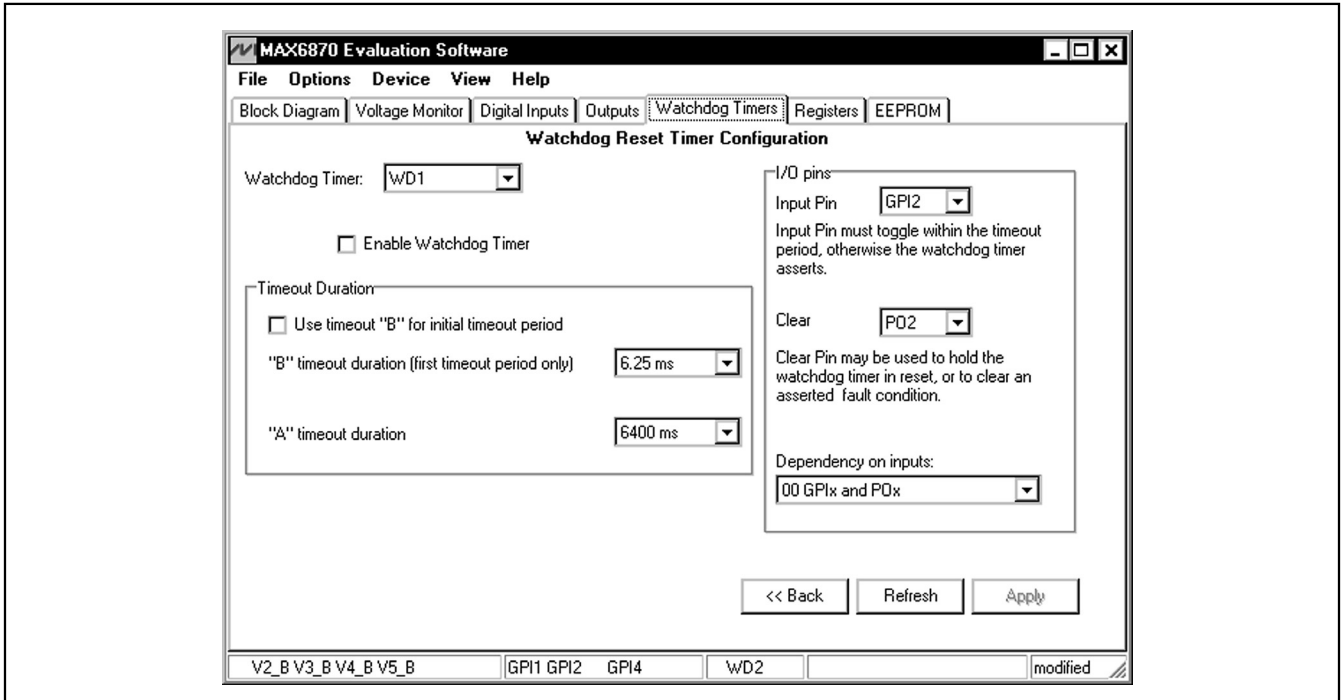 MAX6870 Evaluation Software
File Options Device View Help
Block Diagram Voltage Monitor Digital Inputs Outputs Watchdog Timers Registers EEPROM
Watchdog Reset Timer Configuration
Watchdog Timer: WD1
Enable Watchdog Timer
Timeout Duration
Use timeout "B" for initial timeout period
"B" timeout duration (first timeout period only) 6.25 ms
"A" timeout duration 6400 ms
I/O pins
Input Pin GPI2
Input Pin must toggle within the timeout
period, otherwise the watchdog timer
asserts.
Clear PO2
Clear Pin may be used to hold the
watchdog timer in reset, or to clear an
asserted fault condition.
Dependency on inputs:
00 GPIx and POx
<< Back Refresh Apply
V2_B V3_B V4_B V5_B GPI1 GPI2 GPI4 WD2 modified